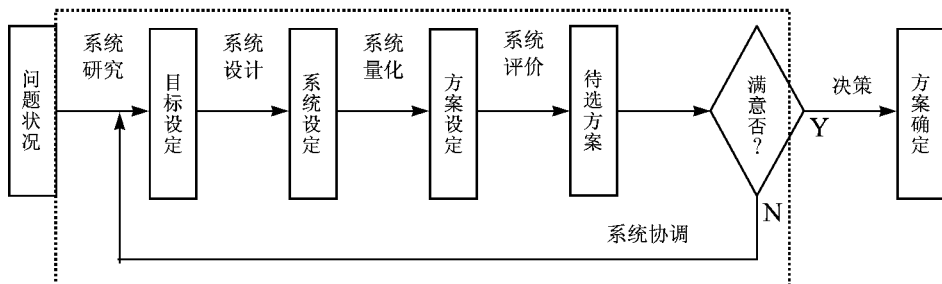 问题状况
系统
研究
目标设定
系统
设计
系统设定
系统
量化
方案设定
系统
评价
待选方案
满意否?
决策
Y
方案确定
N
系统协调